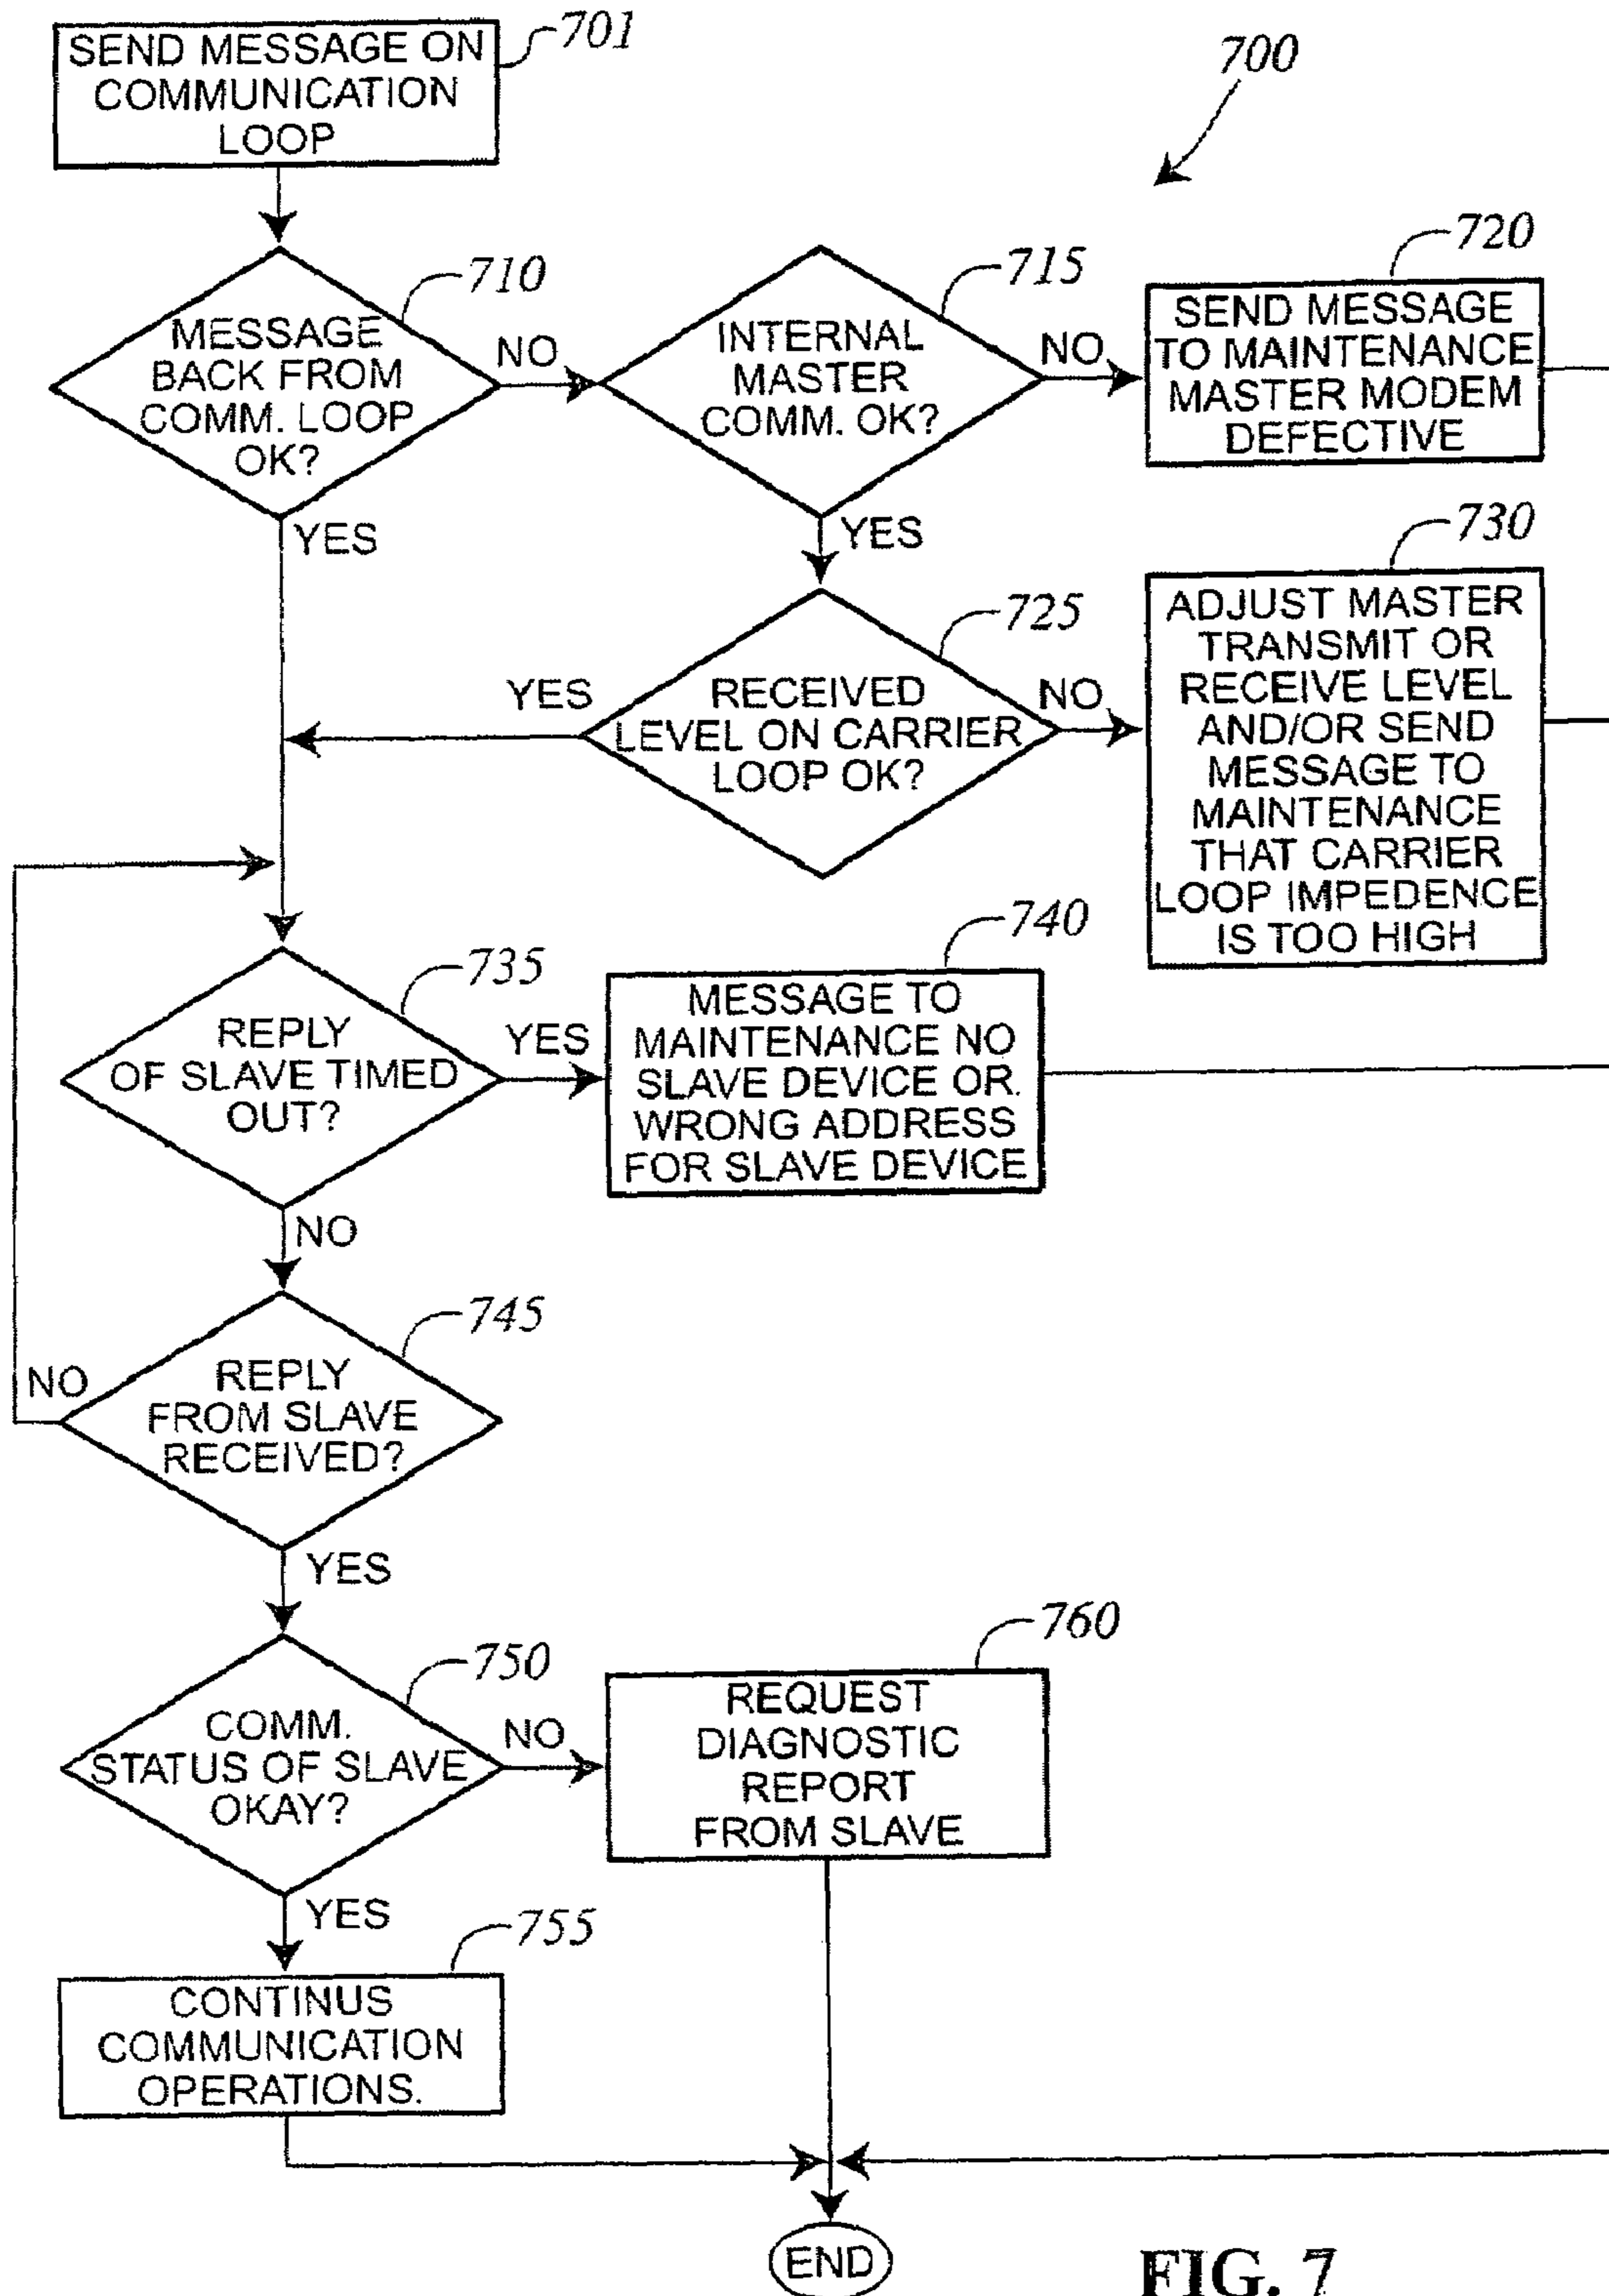 SEND MESSAGE ON
COMMUNICATION
LOOP
701
700
MESSAGE
BACK FROM
COMM. LOOP
OK?
710
NO
YES
INTERNAL
MASTER
COMM. OK?
715
NO
YES
SEND MESSAGE
TO MAINTENANCE
MASTER MODEM
DEFECTIVE
720
RECEIVED
LEVEL ON CARRIER
LOOP OK?
725
YES
NO
ADJUST MASTER
TRANSMIT OR
RECEIVE LEVEL
AND/OR SEND
MESSAGE TO
MAINTENANCE
THAT CARRIER
LOOP IMPEDENCE
IS TOO HIGH
730
REPLY
OF SLAVE TIMED
OUT?
735
YES
NO
MESSAGE TO
MAINTENANCE NO
SLAVE DEVICE OR.
WRONG ADDRESS
FOR SLAVE DEVICE
740
REPLY
FROM SLAVE
RECEIVED?
745
NO
YES
COMM.
STATUS OF SLAVE
OKAY?
750
NO
YES
REQUEST
DIAGNOSTIC
REPORT
FROM SLAVE
760
CONTINUS
COMMUNICATION
OPERATIONS.
755
END
FIG. 7